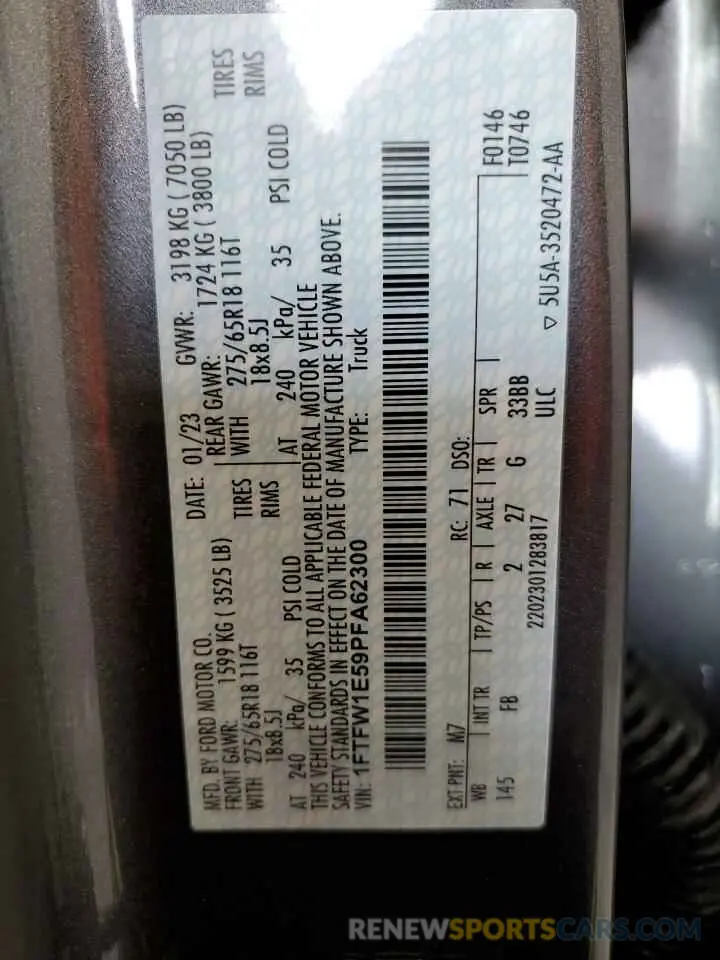 MFD. BY FORD MOTOR CO.
DATE: 01/23
GVWR: 3198 KG ( 7050 LB)
FRONT GAWR: 1599 KG ( 3525 LB)
REAR GAWR: 1724 KG ( 3800 LB)
WITH 275/65R18 116T TIRES
WITH 275/65R18 116T TIRES
18x8.5J RIMS
18x8.5J RIMS
AT 240 kPa/ 35 PSI COLD
AT 240 kPa/ 35 PSI COLD
THIS VEHICLE CONFORMS TO ALL APPLICABLE FEDERAL MOTOR VEHICLE
SAFETY STANDARDS IN EFFECT ON THE DATE OF MANUFACTURE SHOWN ABOVE.
VIN: 1FTFW1E59PFA62300
TYPE: Truck
EXT PNT: M7 RC: 71 DSO:
WB INT TR TP/PS R AXLE TR SPR F0146
145 FB 2 27 G 33BB T0746
2202301283817 ULC
▽ 5U5A-3520472-AA
RENEWSPORTSCARS.COM